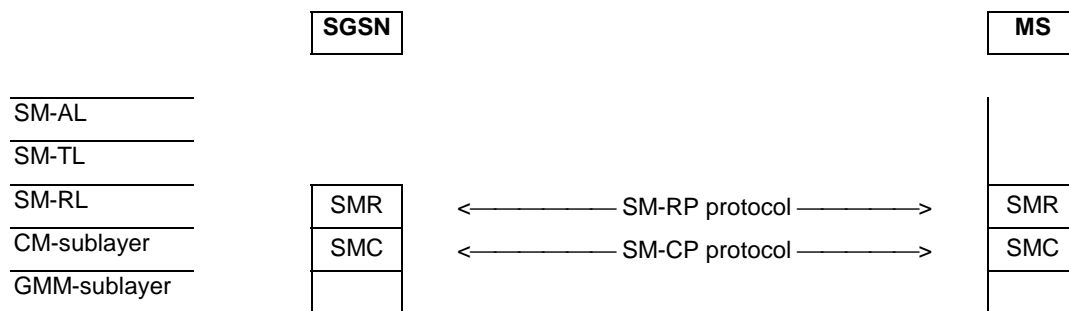 SGSN MS
SM-AL
SM-TL
SM-RL SMR <———— SM-RP protocol ————> SMR
CM-sublayer SMC <———— SM-CP protocol ————> SMC
GMM-sublayer